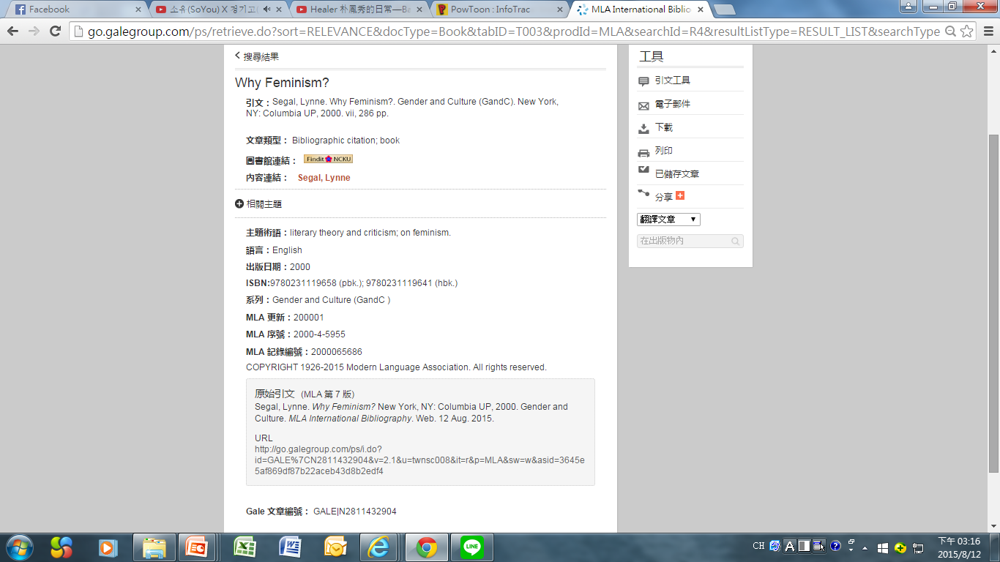 Facebook
소유 (SoYou) X 경기고(
Healer 朴鳳秀的日常—Ba
PowToon : InfoTrac
MLA International Biblio
go.galegroup.com/ps/retrieve.do?sort=RELEVANCE&docType=Book&tabID=T003&prodId=MLA&searchId=R4&resultListType=RESULT_LIST&searchType
搜尋結果
Why Feminism?
引文：Segal, Lynne. Why Feminism?. Gender and Culture (GandC). New York,
NY: Columbia UP, 2000. vii, 286 pp.
文章類型： Bibliographic citation; book
圖書館連結： Findit NCKU
內容連結： Segal, Lynne
相關主題
主題術語：literary theory and criticism; on feminism.
語言：English
出版日期：2000
ISBN:9780231119658 (pbk.); 9780231119641 (hbk.)
系列：Gender and Culture (GandC )
MLA 更新：200001
MLA 序號：2000-4-5955
MLA 記錄編號：2000065686
COPYRIGHT 1926-2015 Modern Language Association. All rights reserved.
原始引文 (MLA 第 7 版)
Segal, Lynne. Why Feminism? New York, NY: Columbia UP, 2000. Gender and
Culture. MLA International Bibliography. Web. 12 Aug. 2015.
URL
http://go.galegroup.com/ps/i.do?
id=GALE%7CN2811432904&v=2.1&u=twnsc008&it=r&p=MLA&sw=w&asid=3645e
5af869df87b22aceb43d8b2edf4
Gale 文章編號： GALE|N2811432904
工具
引文工具
電子郵件
下載
列印
已儲存文章
分享
翻譯文章
在出版物內
LINE
CH
A
下午 03:16
2015/8/12